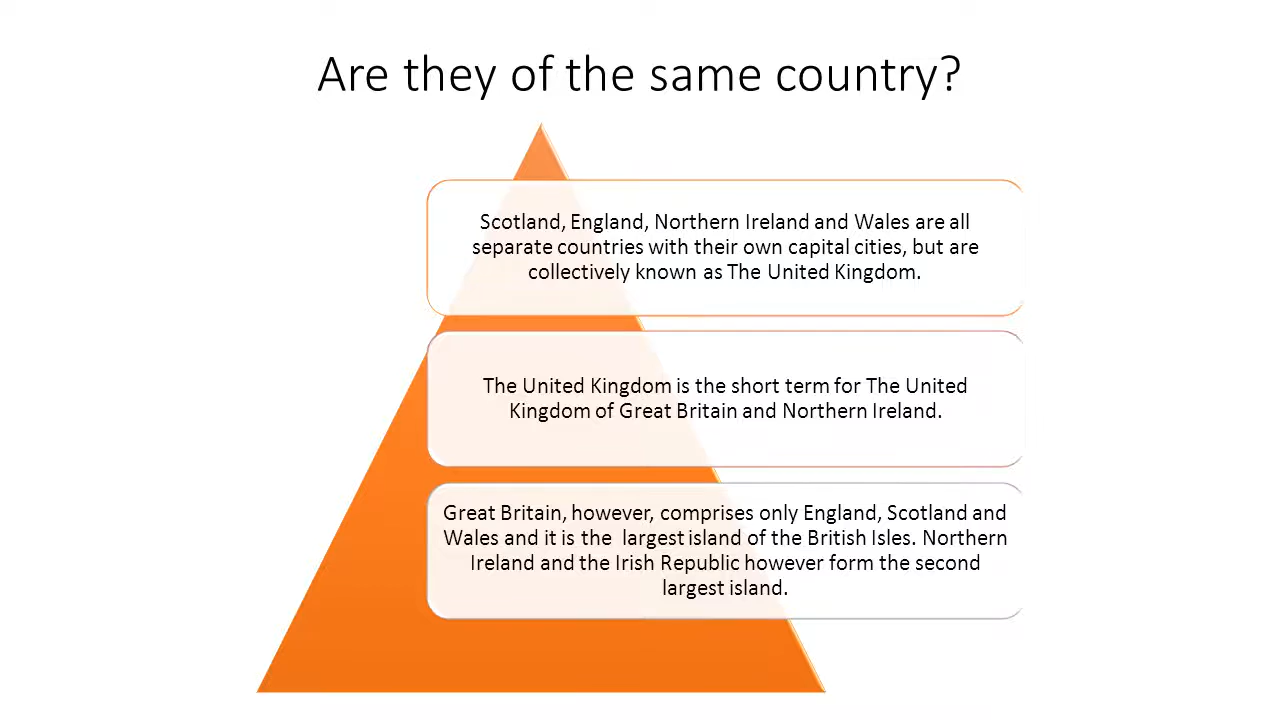 Are they of the same country?
Scotland, England, Northern Ireland and Wales are all
separate countries with their own capital cities, but are
collectively known as The United Kingdom.
The United Kingdom is the short term for The United
Kingdom of Great Britain and Northern Ireland.
Great Britain, however, comprises only England, Scotland and
Wales and it is the  largest island of the British Isles. Northern
Ireland and the Irish Republic however form the second
largest island.